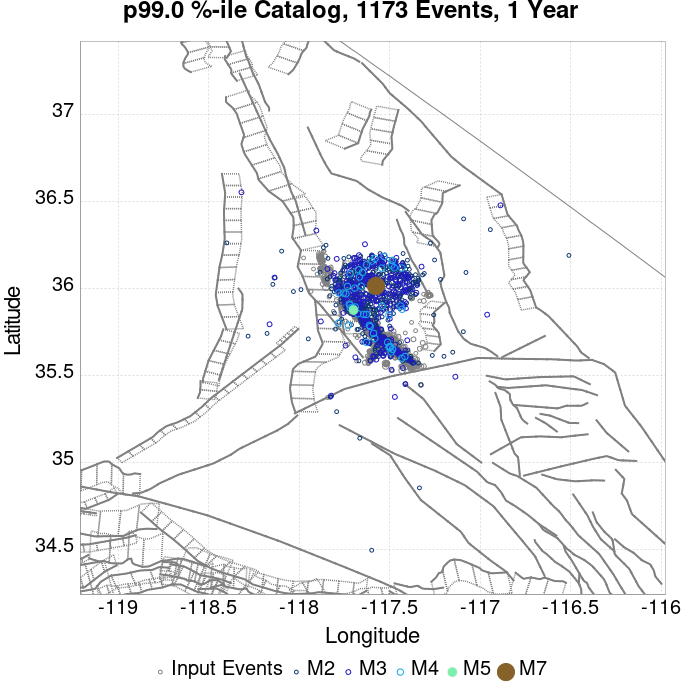 p99.0 %-ile Catalog, 1173 Events, 1 Year
37
36.5
36
35.5
35
34.5
Latitude
-119 -118.5 -118 -117.5 -117 -116.5 -116
Longitude
Input Events M2 M3 M4 M5 M7